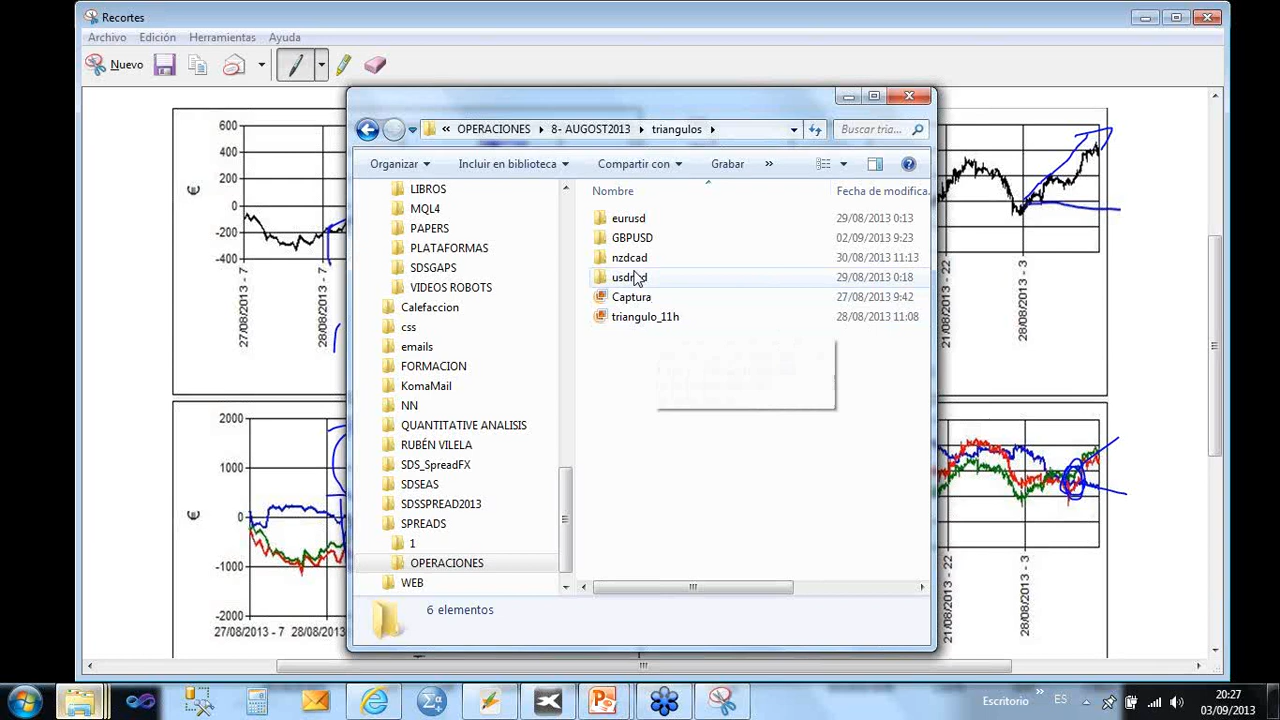 Recortes
Archivo Edición Herramientas Ayuda
Nuevo
600
400
200
0
-200
-400
€
27/08/2013 - 7
28/08/2013 - 7
2000
1000
0
-1000
-2000
€
27/08/2013 - 7 28/08/2013
OPERACIONES 8- AUGOST2013 triangulos
Buscar tria...
Organizar Incluir en biblioteca Compartir con Grabar »
LIBROS
MQL4
PAPERS
PLATAFORMAS
SDSGAPS
VIDEOS ROBOTS
Calefaccion
css
emails
FORMACION
KomaMail
NN
QUANTITATIVE ANALISIS
RUBÉN VILELA
SDS_SpreadFX
SDSEAS
SDSSPREAD2013
SPREADS
1
OPERACIONES
WEB
Nombre Fecha de modifica...
eurusd 29/08/2013 0:13
GBPUSD 02/09/2013 9:23
nzdcad 30/08/2013 11:13
29/08/2013 0:18
Captura 27/08/2013 9:42
triangulo_11h 28/08/2013 11:08
6 elementos
21/08/2013 - 22
28/08/2013 - 3
21/08/2013 - 22
28/08/2013 - 3
Escritorio » ES
20:27
03/09/2013